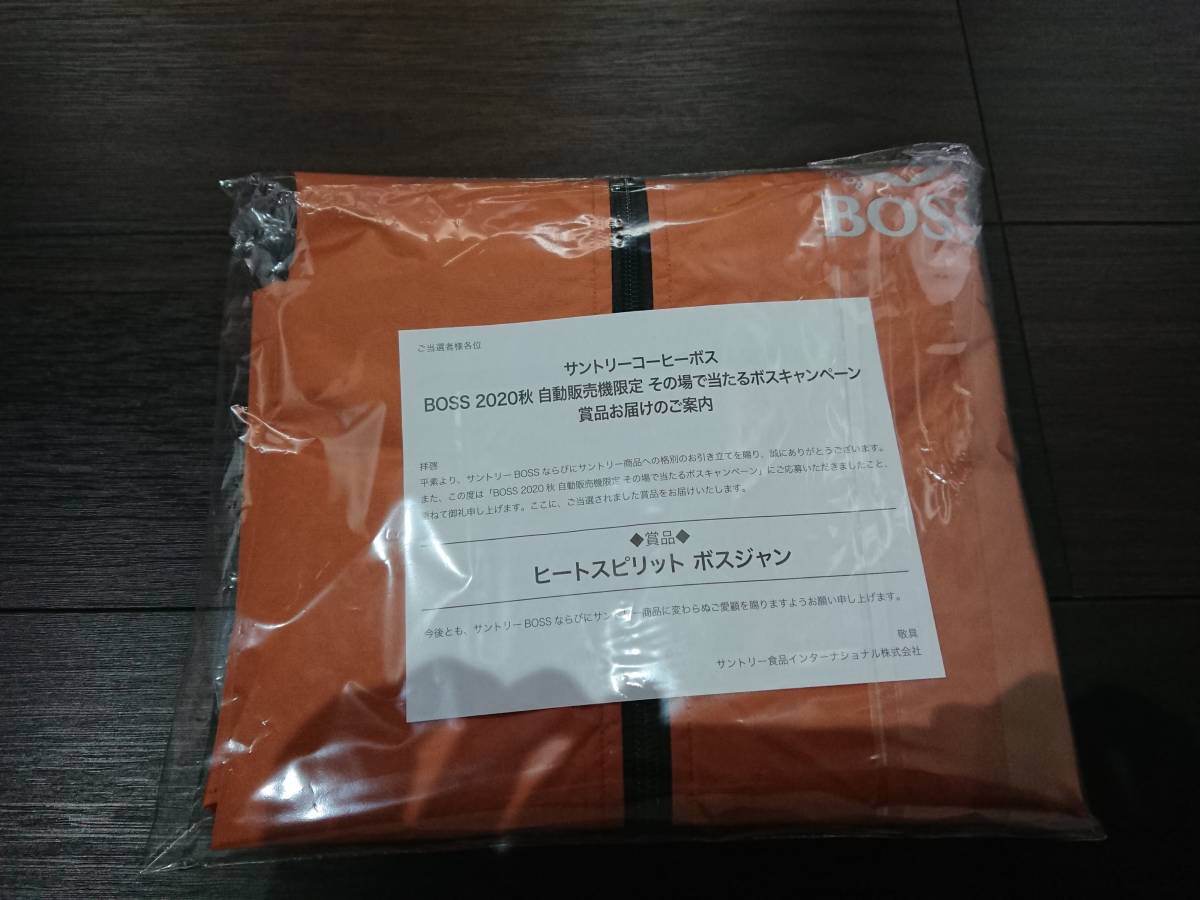 BOSS
ご当選者様各位
サントリーコーヒーボス
BOSS 2020秋 自動販売機限定 その場で当たるボスキャンペーン
賞品お届けのご案内
拝啓
平素より、サントリーBOSSならびにサントリー商品への格別のお引き立てを賜り、誠にありがとうございます。
また、この度は「BOSS 2020 秋 自動販売機限定 その場で当たるボスキャンペーン」にご応募いただきましたこと、
重ねて御礼申し上げます。ここに、ご当選されました賞品をお届けいたします。
◆賞品◆
ヒートスピリット ボスジャン
今後とも、サントリーBOSSならびにサントリー商品に変わらぬご愛顧を賜りますようお願い申し上げます。
敬具
サントリー食品インターナショナル株式会社